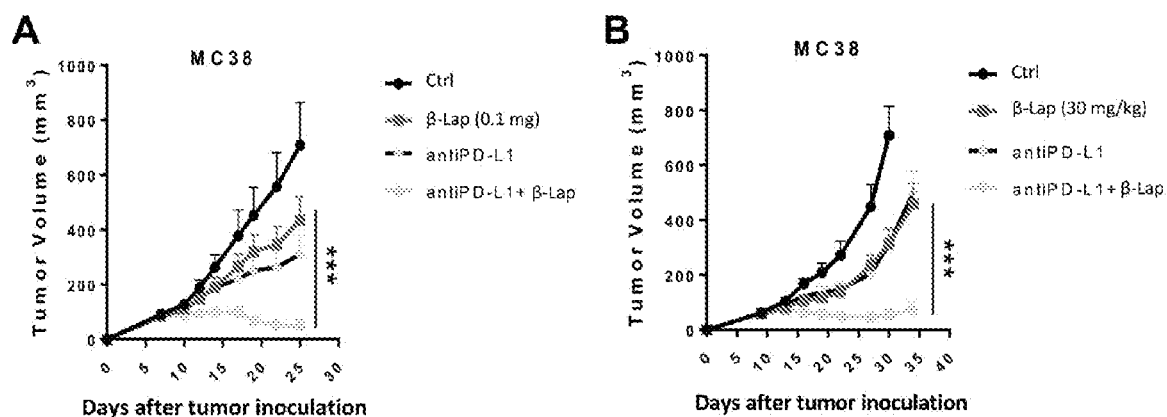 A
MC38
Tumor Volume (mm³)
1000
800
600
400
200
0
0 5 10 15 20 25 30
Days after tumor inoculation
Ctrl
β-Lap (0.1 mg)
antiPD-L1
antiPD-L1+ β-Lap
***
B
MC38
Tumor Volume (mm³)
1000
800
600
400
200
0
0 5 10 15 20 25 30 35 40
Days after tumor inoculation
Ctrl
β-Lap (30 mg/kg)
antiPD-L1
antiPD-L1+ β-Lap
***